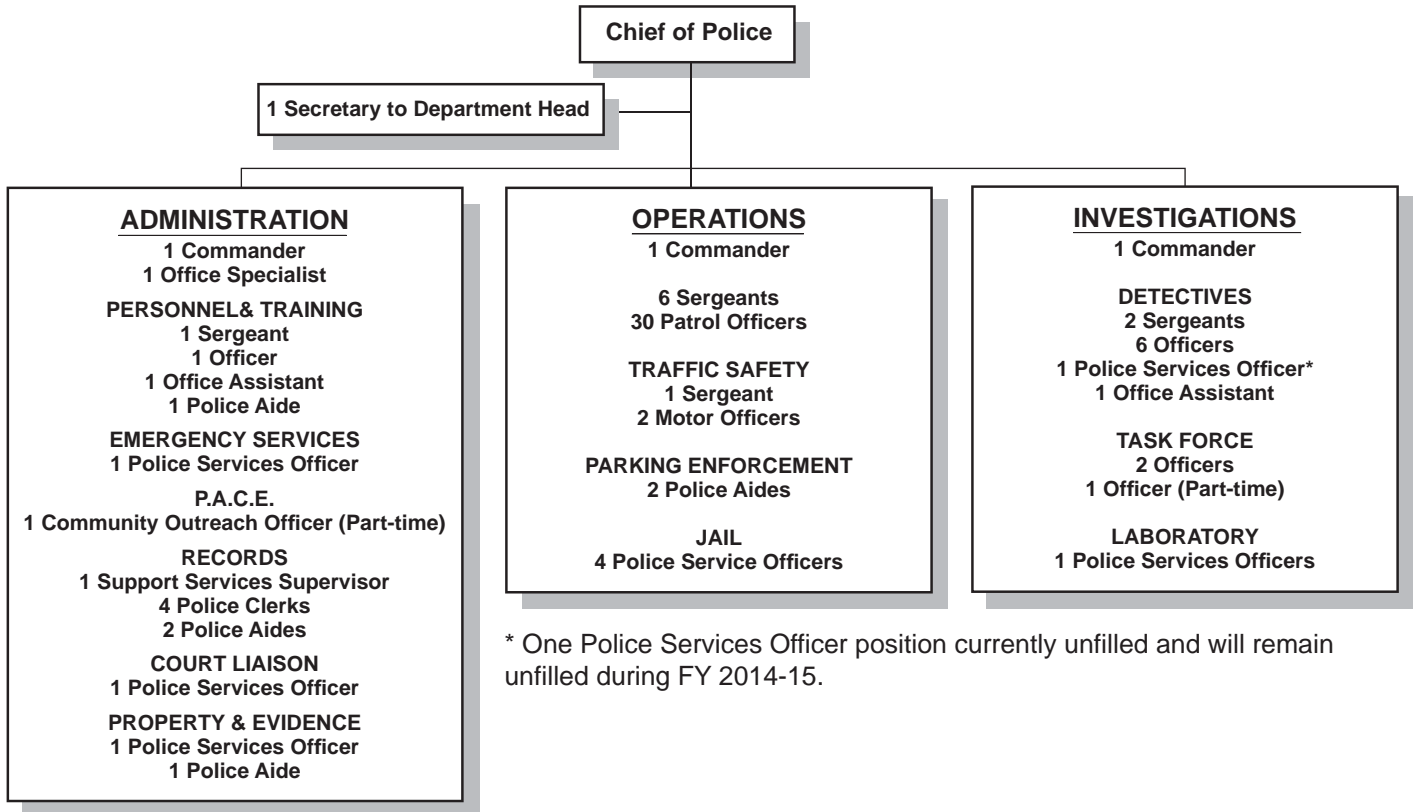 Chief of Police
1 Secretary to Department Head
ADMINISTRATION
1 Commander
1 Office Specialist
PERSONNEL& TRAINING
1 Sergeant
1 Officer
1 Office Assistant
1 Police Aide
EMERGENCY SERVICES
1 Police Services Officer
P.A.C.E.
1 Community Outreach Officer (Part-time)
RECORDS
1 Support Services Supervisor
4 Police Clerks
2 Police Aides
COURT LIAISON
1 Police Services Officer
PROPERTY & EVIDENCE
1 Police Services Officer
1 Police Aide
OPERATIONS
1 Commander
6 Sergeants
30 Patrol Officers
TRAFFIC SAFETY
1 Sergeant
2 Motor Officers
PARKING ENFORCEMENT
2 Police Aides
JAIL
4 Police Service Officers
INVESTIGATIONS
1 Commander
DETECTIVES
2 Sergeants
6 Officers
1 Police Services Officer*
1 Office Assistant
TASK FORCE
2 Officers
1 Officer (Part-time)
LABORATORY
1 Police Services Officers
* One Police Services Officer position currently unfilled and will remain
unfilled during FY 2014-15.